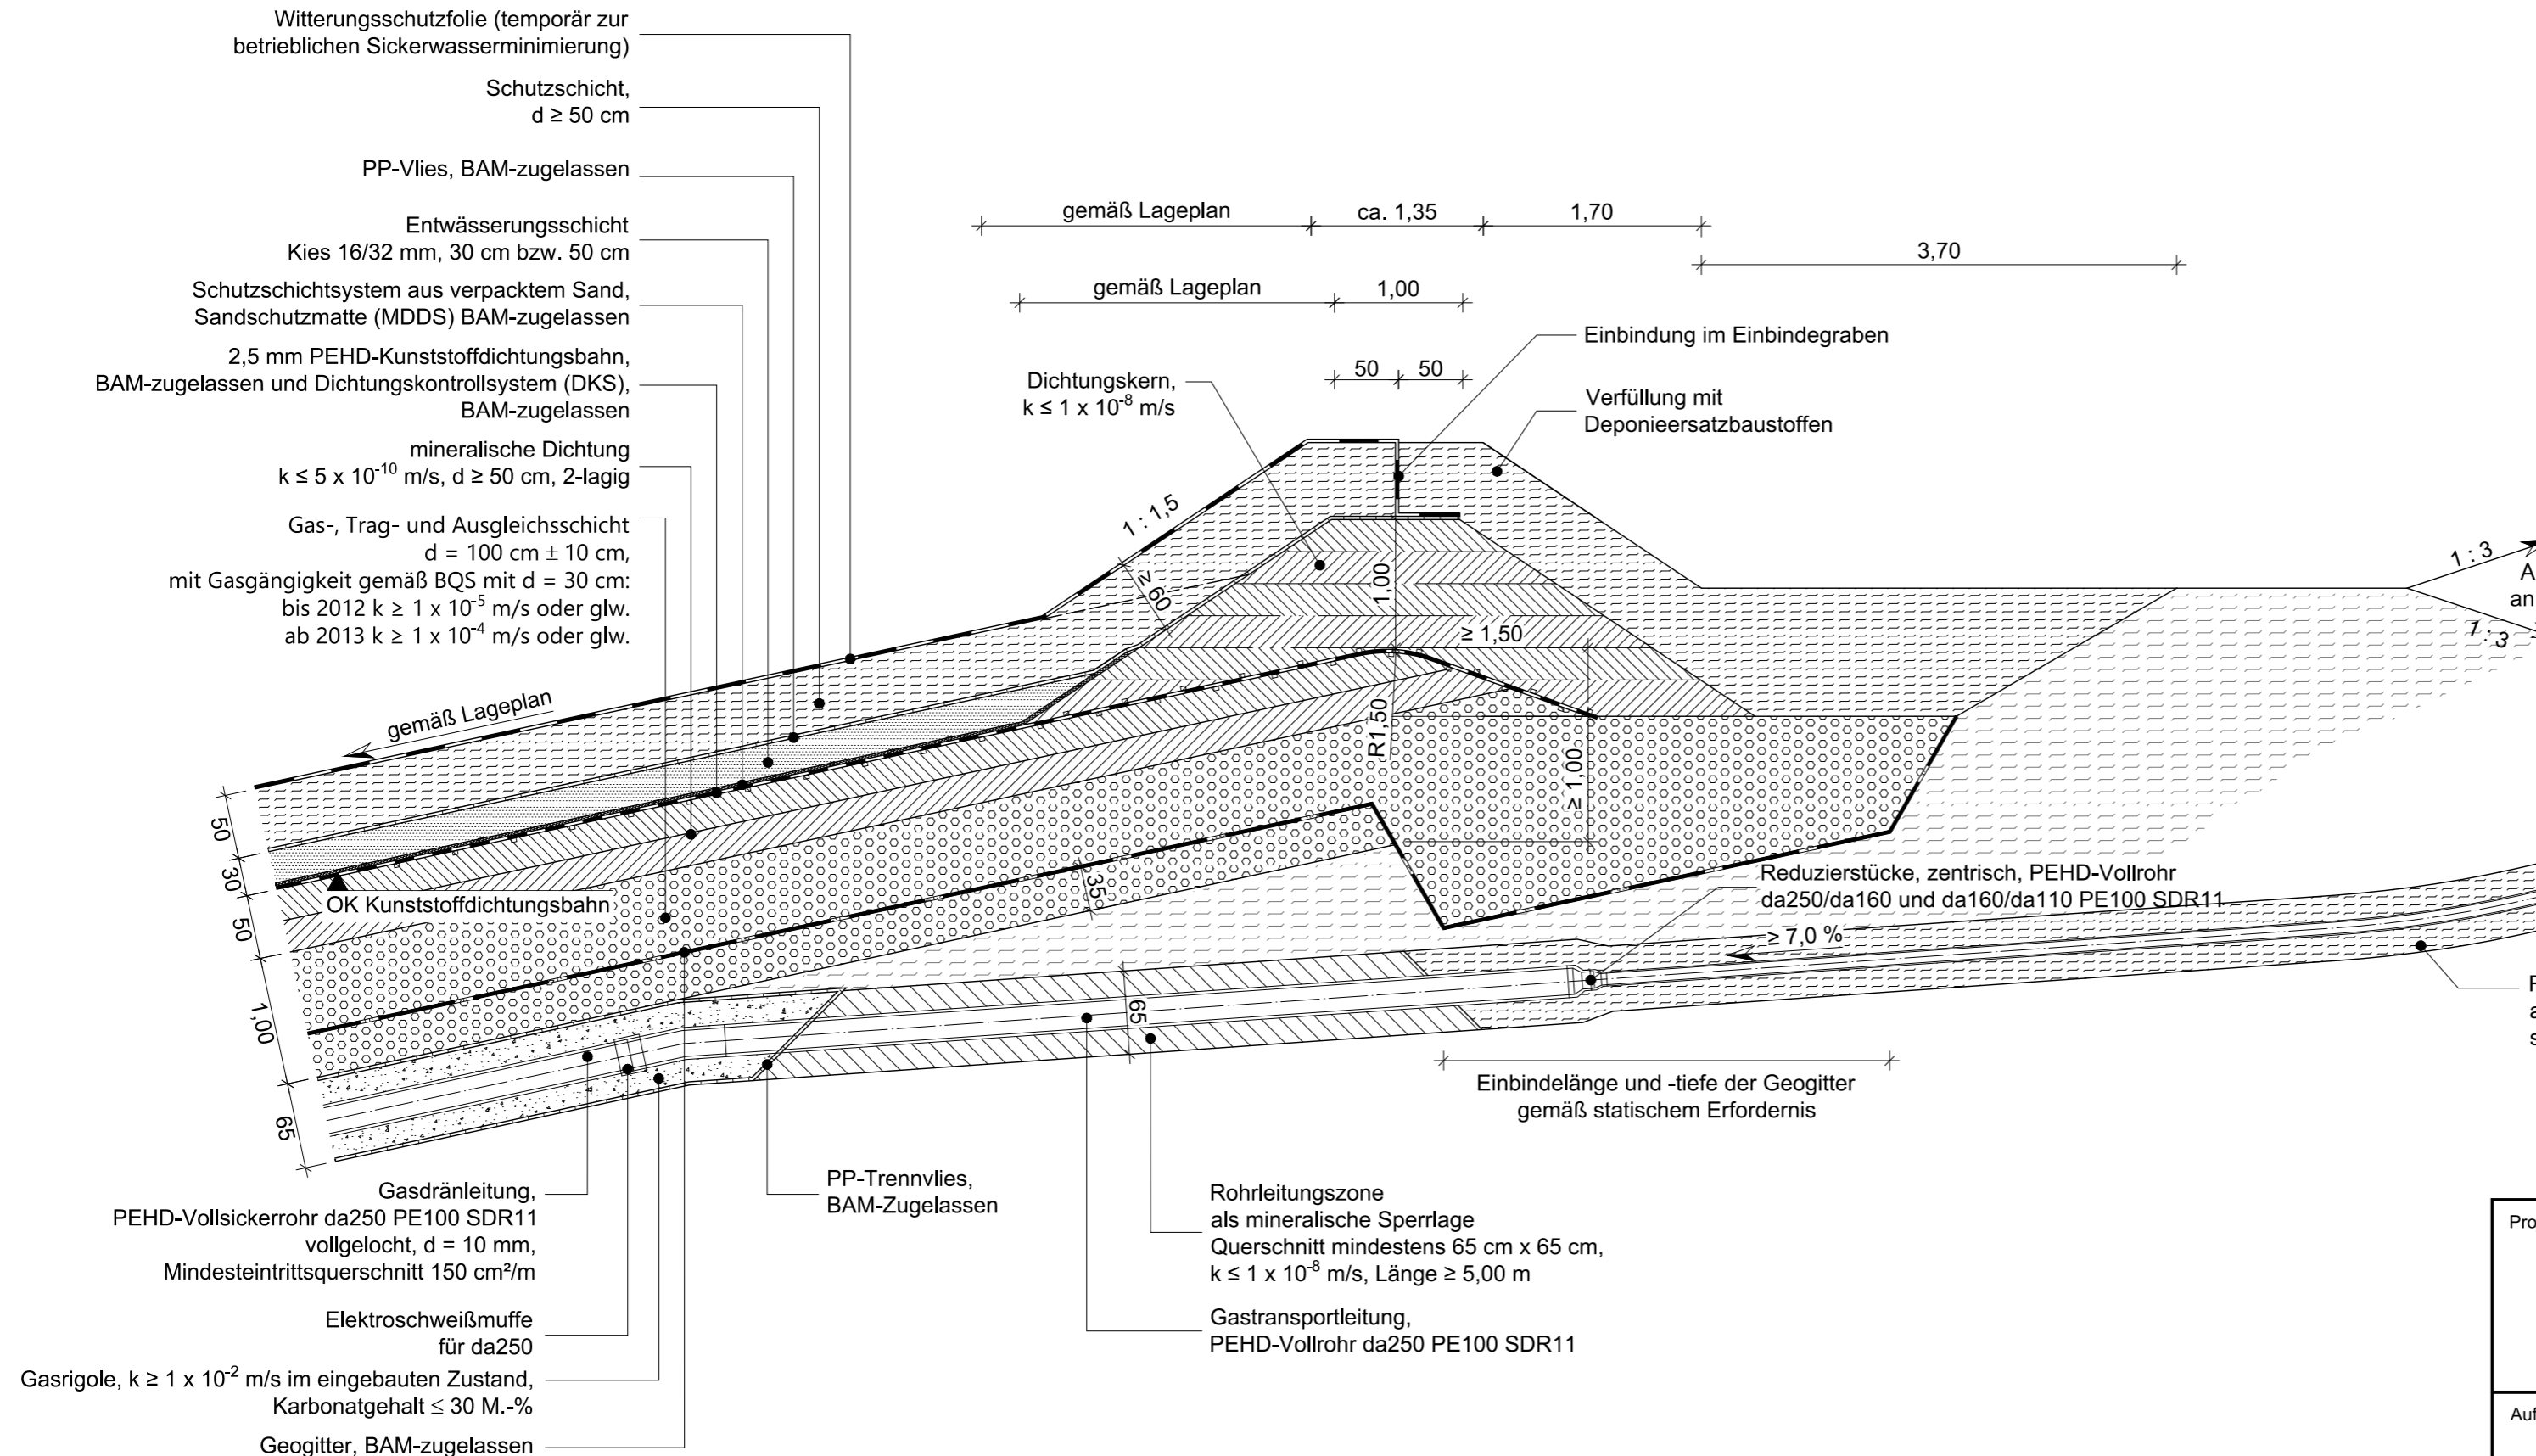 Witterungsschutzfolie (temporär zur
betrieblichen Sickerwasserminimierung)
Schutzschicht,
d ≥ 50 cm
PP-Vlies, BAM-zugelassen
Entwässerungsschicht
Kies 16/32 mm, 30 cm bzw. 50 cm
Schutzschichtsystem aus verpacktem Sand,
Sandschutzmatte (MDDS) BAM-zugelassen
2,5 mm PEHD-Kunststoffdichtungsbahn,
BAM-zugelassen und Dichtungskontrollsystem (DKS),
BAM-zugelassen
mineralische Dichtung
k ≤ 5 x 10⁻¹⁰ m/s, d ≥ 50 cm, 2-lagig
Gas-, Trag- und Ausgleichsschicht
d = 100 cm ± 10 cm,
mit Gasgängigkeit gemäß BQS mit d = 30 cm:
bis 2012 k ≥ 1 x 10⁻⁵ m/s oder glw.
ab 2013 k ≥ 1 x 10⁻⁴ m/s oder glw.
gemäß Lageplan
ca. 1,35
1,70
3,70
gemäß Lageplan
1,00
50
50
Einbindung im Einbindegraben
Dichtungskern,
k ≤ 1 x 10⁻⁸ m/s
Verfüllung mit
Deponieersatzbaustoffen
1 : 1,5
≥ 60
1,00
≥ 1,50
R1,50
≥ 1,00
1 : 3
A
an
1 : 3
gemäß Lageplan
50
30
50
1,00
65
OK Kunststoffdichtungsbahn
35
65
Reduzierstücke, zentrisch, PEHD-Vollrohr
da250/da160 und da160/da110 PE100 SDR11
≥ 7,0 %
Einbindelänge und -tiefe der Geogitter
gemäß statischem Erfordernis
Gasdränleitung,
PEHD-Vollsickerrohr da250 PE100 SDR11
vollgelocht, d = 10 mm,
Mindesteintrittsquerschnitt 150 cm²/m
Elektroschweißmuffe
für da250
Gasrigole, k ≥ 1 x 10⁻² m/s im eingebauten Zustand,
Karbonatgehalt ≤ 30 M.-%
Geogitter, BAM-zugelassen
PP-Trennvlies,
BAM-Zugelassen
Rohrleitungszone
als mineralische Sperrlage
Querschnitt mindestens 65 cm x 65 cm,
k ≤ 1 x 10⁻⁸ m/s, Länge ≥ 5,00 m
Gastransportleitung,
PEHD-Vollrohr da250 PE100 SDR11
Pro
Auf